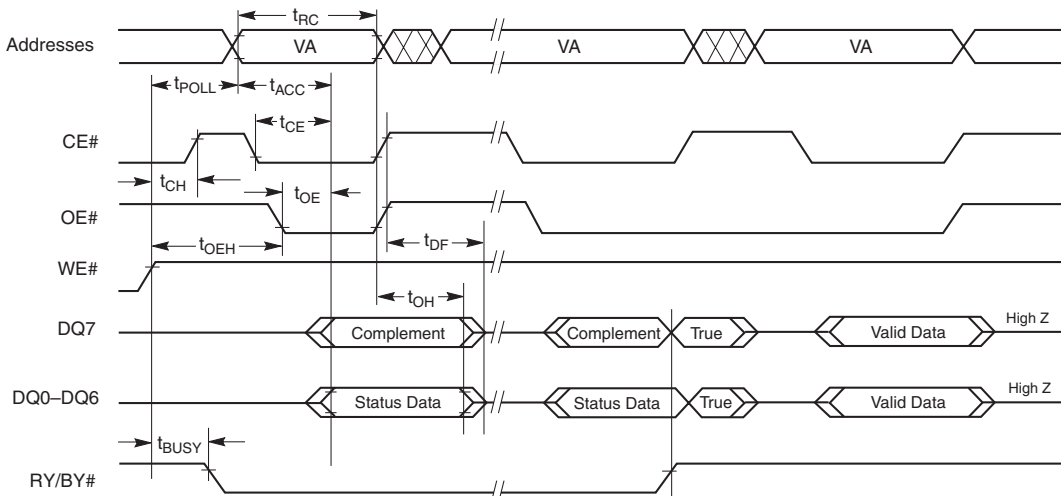 tRC
Addresses VA VA VA
tPOLL tACC
tCE
CE#
tCH tOE
OE#
tOEH tDF
WE#
tOH
DQ7 Complement Complement True Valid Data High Z
DQ0–DQ6 Status Data Status Data True Valid Data High Z
tBUSY
RY/BY#